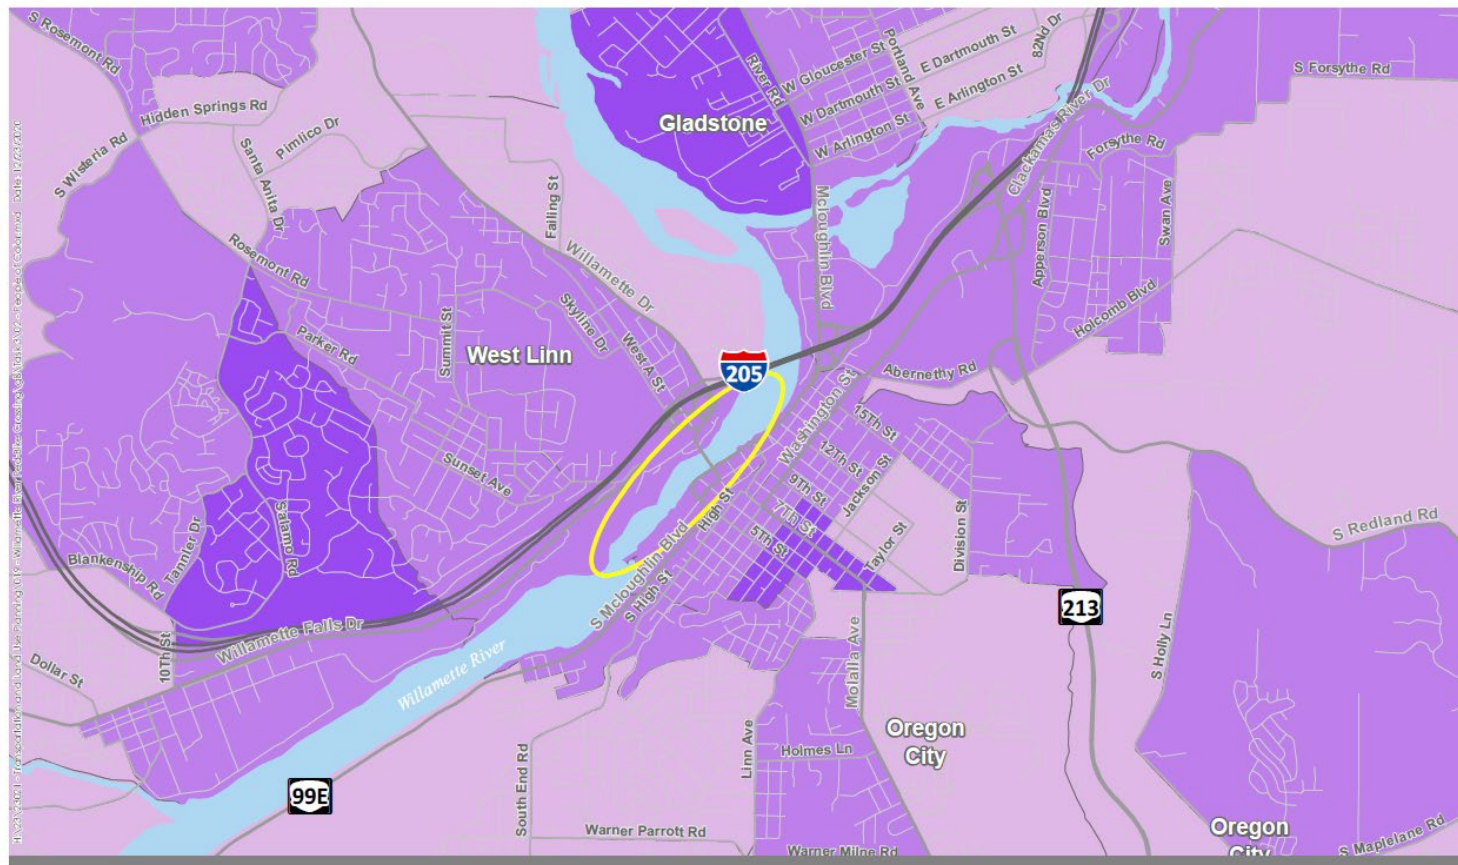 S Rosemont Rd
Hidden Springs Rd
Pimlico Dr
Santa Anita Dr
S Wisteria Rd
Rosemont Rd
Failing St
Willamette Dr
Skyline Dr
West A St
Summit St
Parker Rd
West Linn
Sunset Ave
Salamo Rd
Tannler Dr
Blankenship R
10Th St
Willamette Falls Dr
Dollar St
Willamette River
99E
Gladstone
River Rd
W Gloucester St
W Dartmouth St
W Arlington St
Portland Ave
E Dartmouth St
E Arlington St
82Nd Dr
Mcloughlin Blvd
Clackamas River Dr
Forsythe Rd
S Forsythe Rd
Apperson Blvd
Swan Ave
Holcomb Blvd
205
Abernethy Rd
Washington St
15Th St
12Th St
9Th St
7Th St
5Th St
Jackson St
Taylor St
Division St
High St
S Mcloughlin Blvd
S High St
213
S Redland Rd
S Holly Ln
Molalla Ave
Linn Ave
Holmes Ln
South End Rd
Warner Parrott Rd
Warner Milne Rd
Oregon
City
Oregon
City
S Maplelane Rd